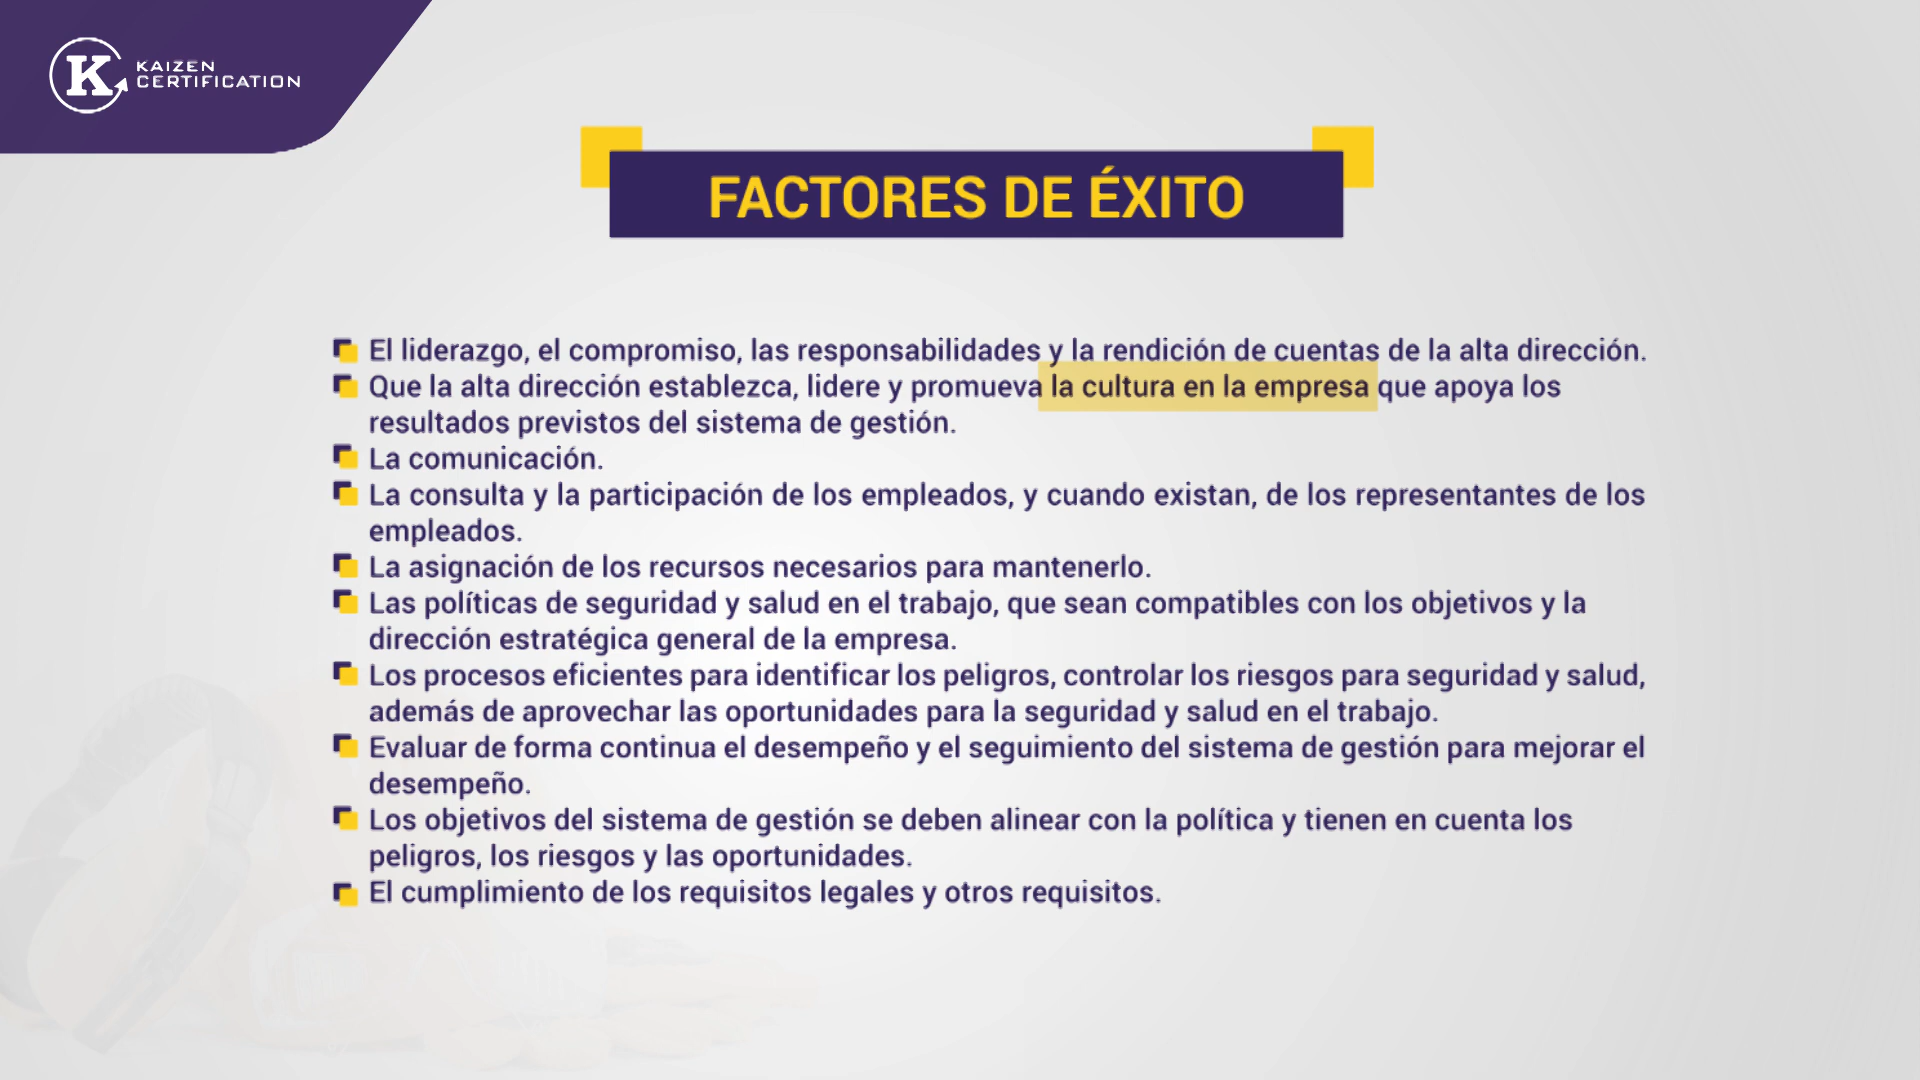 KAIZEN
CERTIFICATION
FACTORES DE ÉXITO
El liderazgo, el compromiso, las responsabilidades y la rendición de cuentas de la alta dirección.
Que la alta dirección establezca, lidere y promueva la cultura en la empresa que apoya los
resultados previstos del sistema de gestión.
La comunicación.
La consulta y la participación de los empleados, y cuando existan, de los representantes de los
empleados.
La asignación de los recursos necesarios para mantenerlo.
Las políticas de seguridad y salud en el trabajo, que sean compatibles con los objetivos y la
dirección estratégica general de la empresa.
Los procesos eficientes para identificar los peligros, controlar los riesgos para seguridad y salud,
además de aprovechar las oportunidades para la seguridad y salud en el trabajo.
Evaluar de forma continua el desempeño y el seguimiento del sistema de gestión para mejorar el
desempeño.
Los objetivos del sistema de gestión se deben alinear con la política y tienen en cuenta los
peligros, los riesgos y las oportunidades.
El cumplimiento de los requisitos legales y otros requisitos.